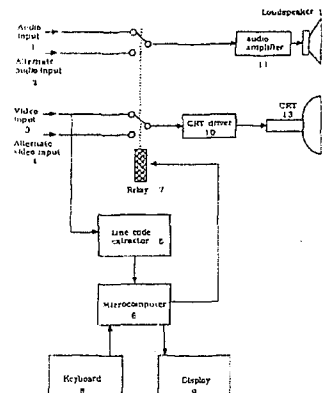 Loudspeaker
Audio
input
1
Alternate
audio input
2
audio
amplifier
11
Video
input
3
Alternate
video input
4
CRT driver
10
CRT
13
Relay 7
Line code
extractor 5
Microcomputer
6
Keyboard
8
Display
9